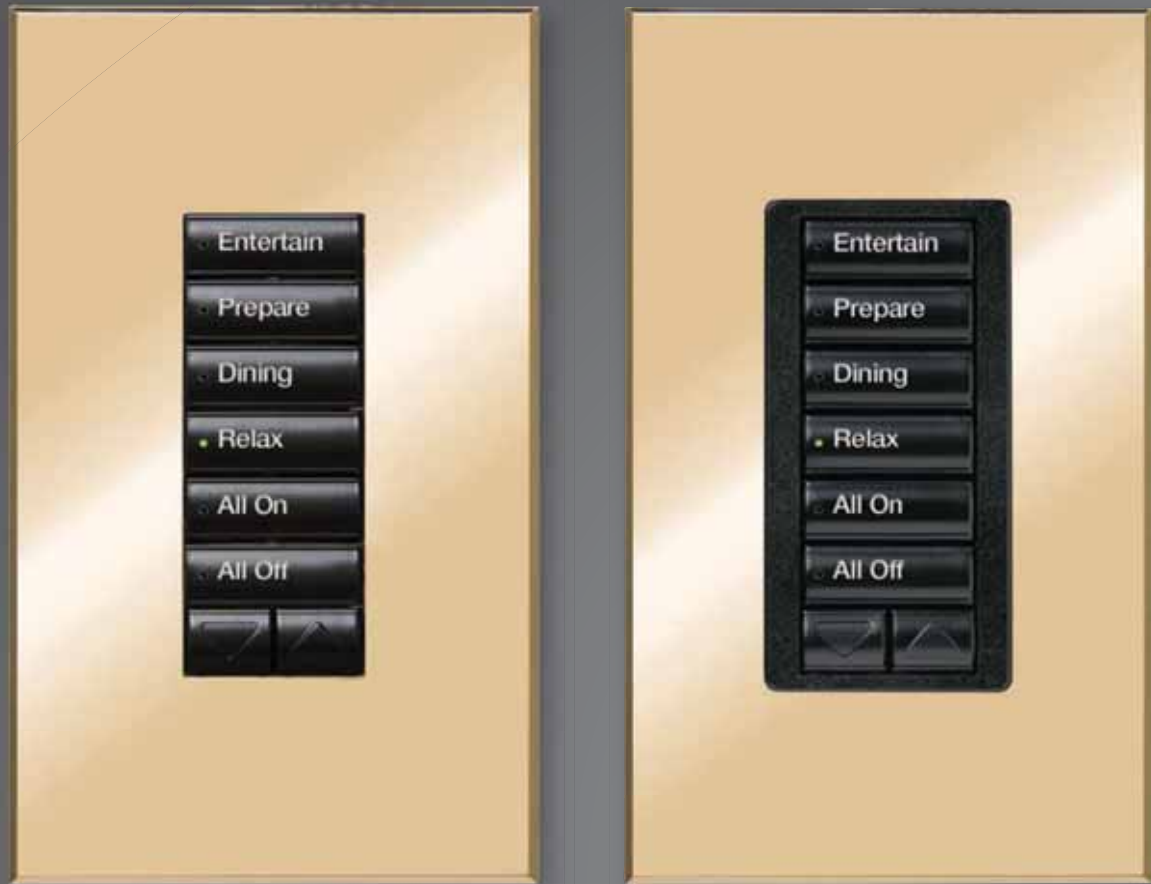 Entertain
Prepare
Dining
Relax
All On
All Off
Entertain
Prepare
Dining
Relax
All On
All Off